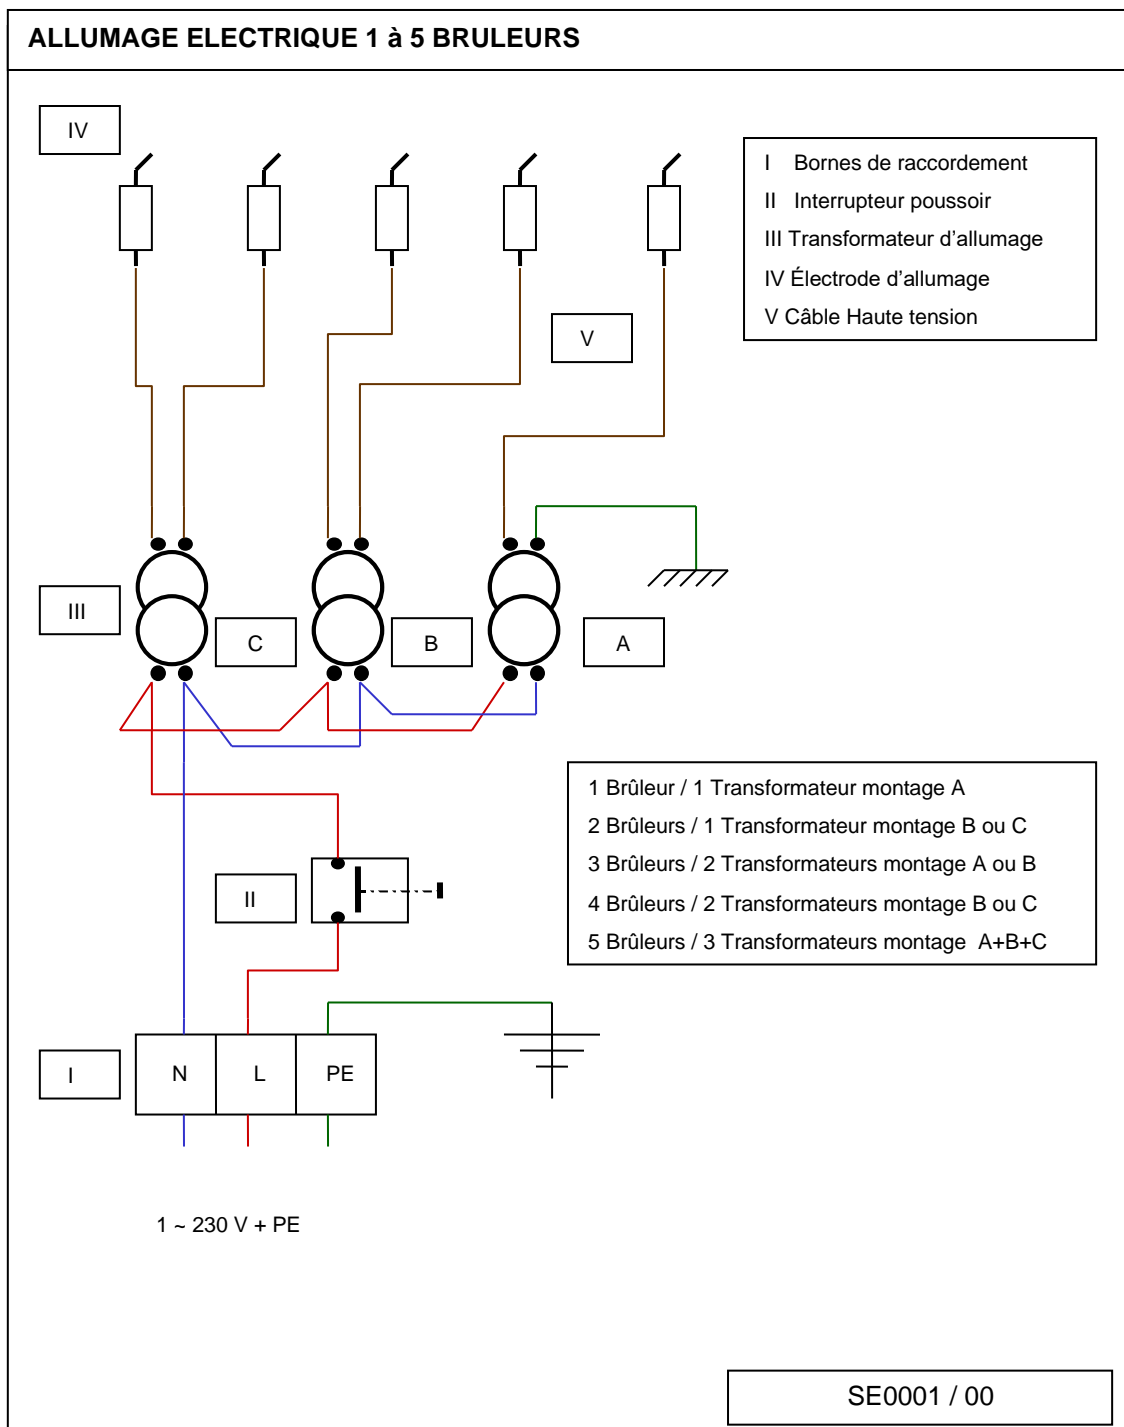 ALLUMAGE ELECTRIQUE 1 à 5 BRULEURS
IV
I Bornes de raccordement
II Interrupteur poussoir
III Transformateur d'allumage
IV Électrode d'allumage
V Câble Haute tension
V
III
C
B
A
1 Brûleur / 1 Transformateur montage A
2 Brûleurs / 1 Transformateur montage B ou C
3 Brûleurs / 2 Transformateurs montage A ou B
4 Brûleurs / 2 Transformateurs montage B ou C
5 Brûleurs / 3 Transformateurs montage A+B+C
II
I
N
L
PE
1 ~ 230 V + PE
SE0001 / 00